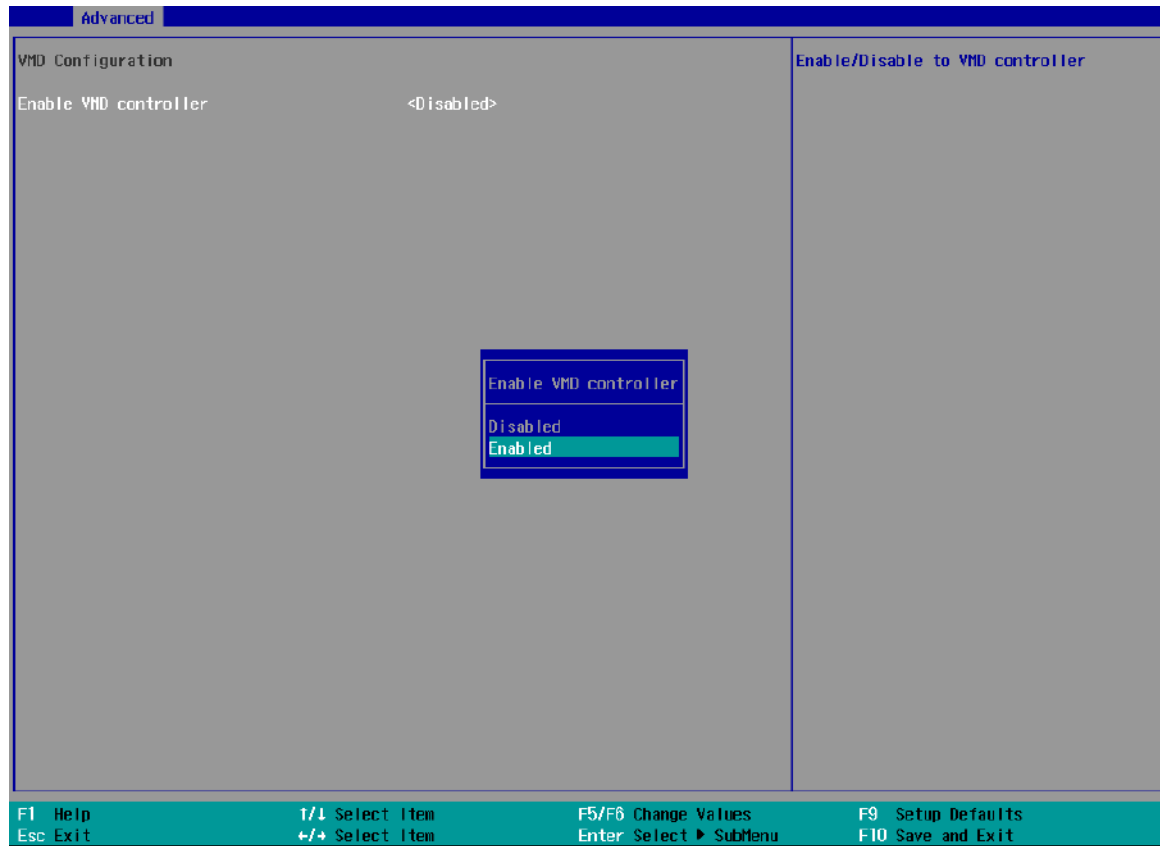 Advanced
VMD Configuration
Enable VMD controller <Disabled>
Enable/Disable to VMD controller
Enable VMD controller
Disabled
Enabled
F1 Help ↑/↓ Select Item F5/F6 Change Values F9 Setup Defaults
Esc Exit ←/→ Select Item Enter Select ▶ SubMenu F10 Save and Exit